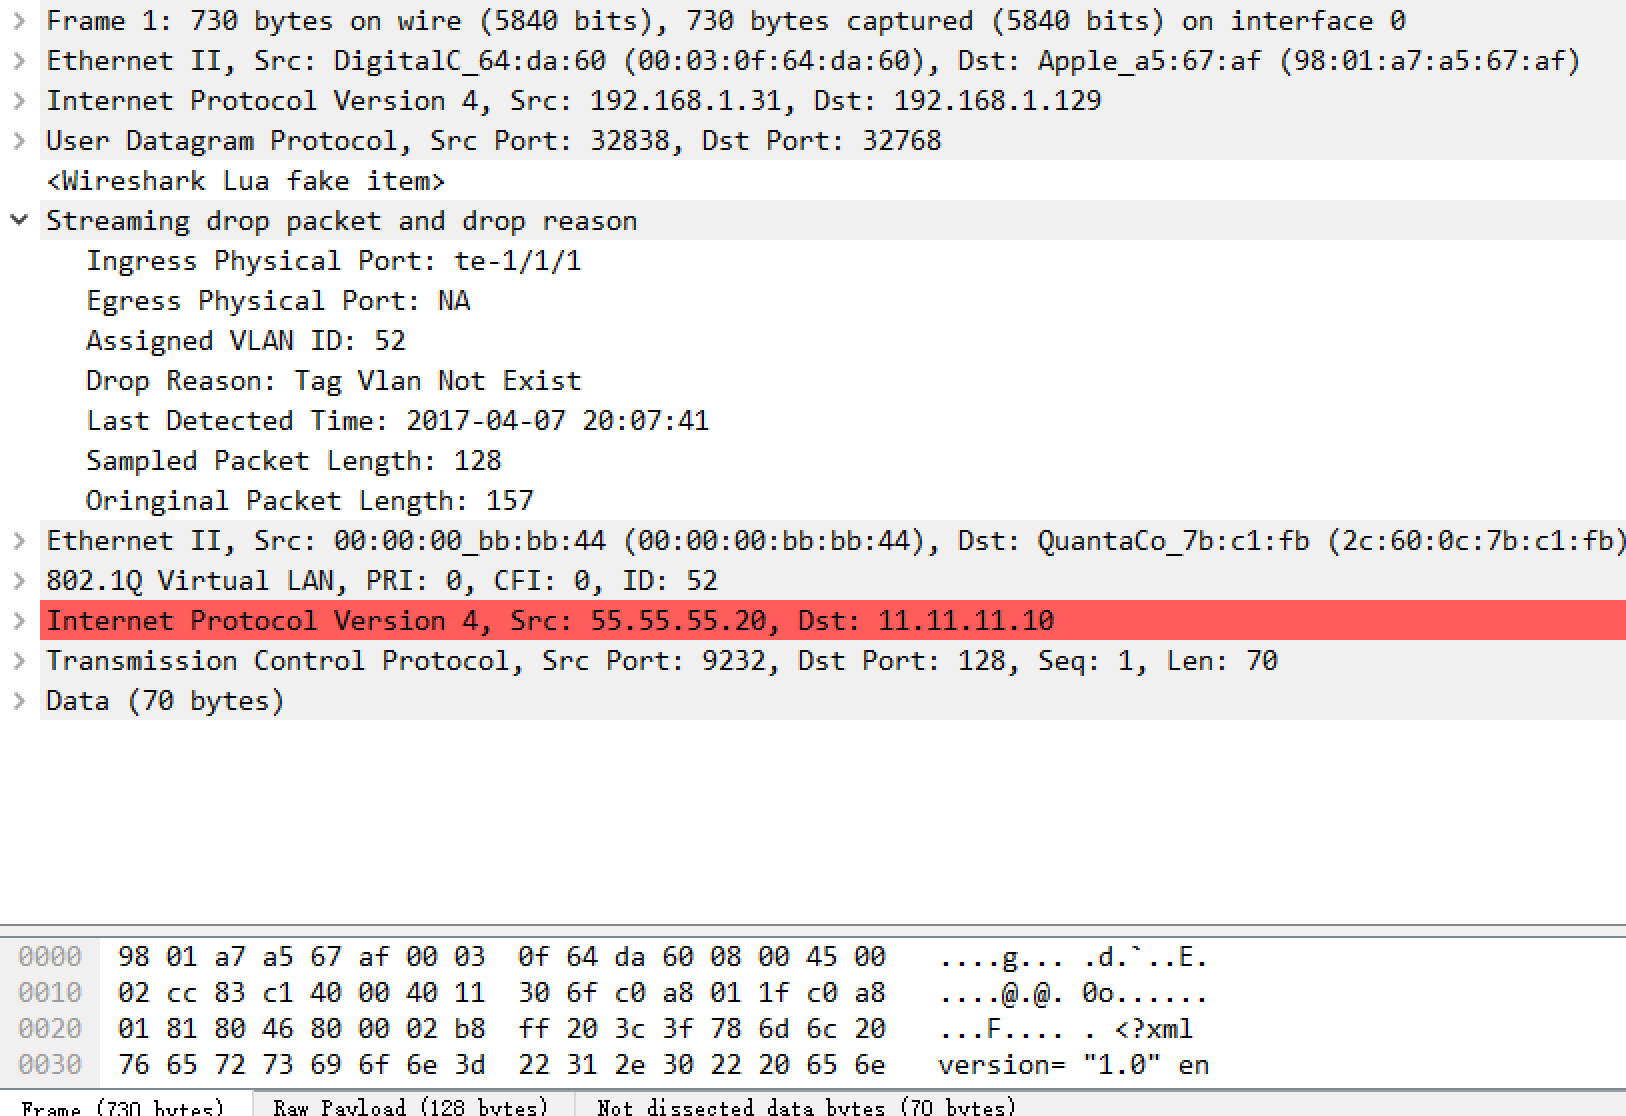 Frame 1: 730 bytes on wire (5840 bits), 730 bytes captured (5840 bits) on interface 0
Ethernet II, Src: DigitalC_64:da:60 (00:03:0f:64:da:60), Dst: Apple_a5:67:af (98:01:a7:a5:67:af)
Internet Protocol Version 4, Src: 192.168.1.31, Dst: 192.168.1.129
User Datagram Protocol, Src Port: 32838, Dst Port: 32768
<Wireshark Lua fake item>
Streaming drop packet and drop reason
Ingress Physical Port: te-1/1/1
Egress Physical Port: NA
Assigned VLAN ID: 52
Drop Reason: Tag Vlan Not Exist
Last Detected Time: 2017-04-07 20:07:41
Sampled Packet Length: 128
Oringinal Packet Length: 157
Ethernet II, Src: 00:00:00_bb:bb:44 (00:00:00:bb:bb:44), Dst: QuantaCo_7b:c1:fb (2c:60:0c:7b:c1:fb)
802.1Q Virtual LAN, PRI: 0, CFI: 0, ID: 52
Internet Protocol Version 4, Src: 55.55.55.20, Dst: 11.11.11.10
Transmission Control Protocol, Src Port: 9232, Dst Port: 128, Seq: 1, Len: 70
Data (70 bytes)
0000 98 01 a7 a5 67 af 00 03 0f 64 da 60 08 00 45 00 ....g... .d.`..E.
0010 02 cc 83 c1 40 00 40 11 30 6f c0 a8 01 1f c0 a8 ....@.@. 0o......
0020 01 81 80 46 80 00 02 b8 ff 20 3c 3f 78 6d 6c 20 ...F.... . <?xml
0030 76 65 72 73 69 6f 6e 3d 22 31 2e 30 22 20 65 6e version= "1.0" en
Frame (730 bytes) Raw Payload (128 bytes) Not dissected data bytes (70 bytes)